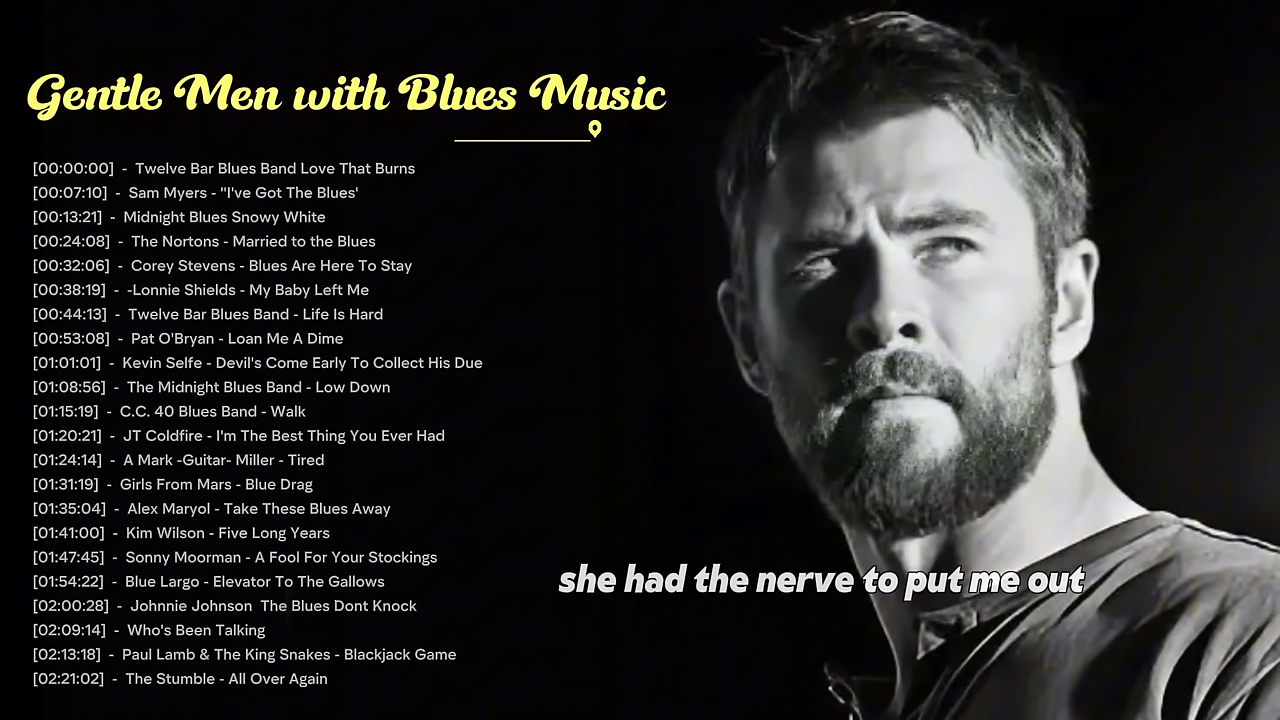 Gentle Men with Blues Music
[00:00:00] - Twelve Bar Blues Band Love That Burns
[00:07:10] - Sam Myers - "I've Got The Blues'
[00:13:21] - Midnight Blues Snowy White
[00:24:08] - The Nortons - Married to the Blues
[00:32:06] - Corey Stevens - Blues Are Here To Stay
[00:38:19] - -Lonnie Shields - My Baby Left Me
[00:44:13] - Twelve Bar Blues Band - Life Is Hard
[00:53:08] - Pat O'Bryan - Loan Me A Dime
[01:01:01] - Kevin Selfe - Devil's Come Early To Collect His Due
[01:08:56] - The Midnight Blues Band - Low Down
[01:15:19] - C.C. 40 Blues Band - Walk
[01:20:21] - JT Coldfire - I'm The Best Thing You Ever Had
[01:24:14] - A Mark -Guitar- Miller - Tired
[01:31:19] - Girls From Mars - Blue Drag
[01:35:04] - Alex Maryol - Take These Blues Away
[01:41:00] - Kim Wilson - Five Long Years
[01:47:45] - Sonny Moorman - A Fool For Your Stockings
[01:54:22] - Blue Largo - Elevator To The Gallows
[02:00:28] - Johnnie Johnson The Blues Dont Knock
[02:09:14] - Who's Been Talking
[02:13:18] - Paul Lamb & The King Snakes - Blackjack Game
[02:21:02] - The Stumble - All Over Again
she had the nerve to put me out